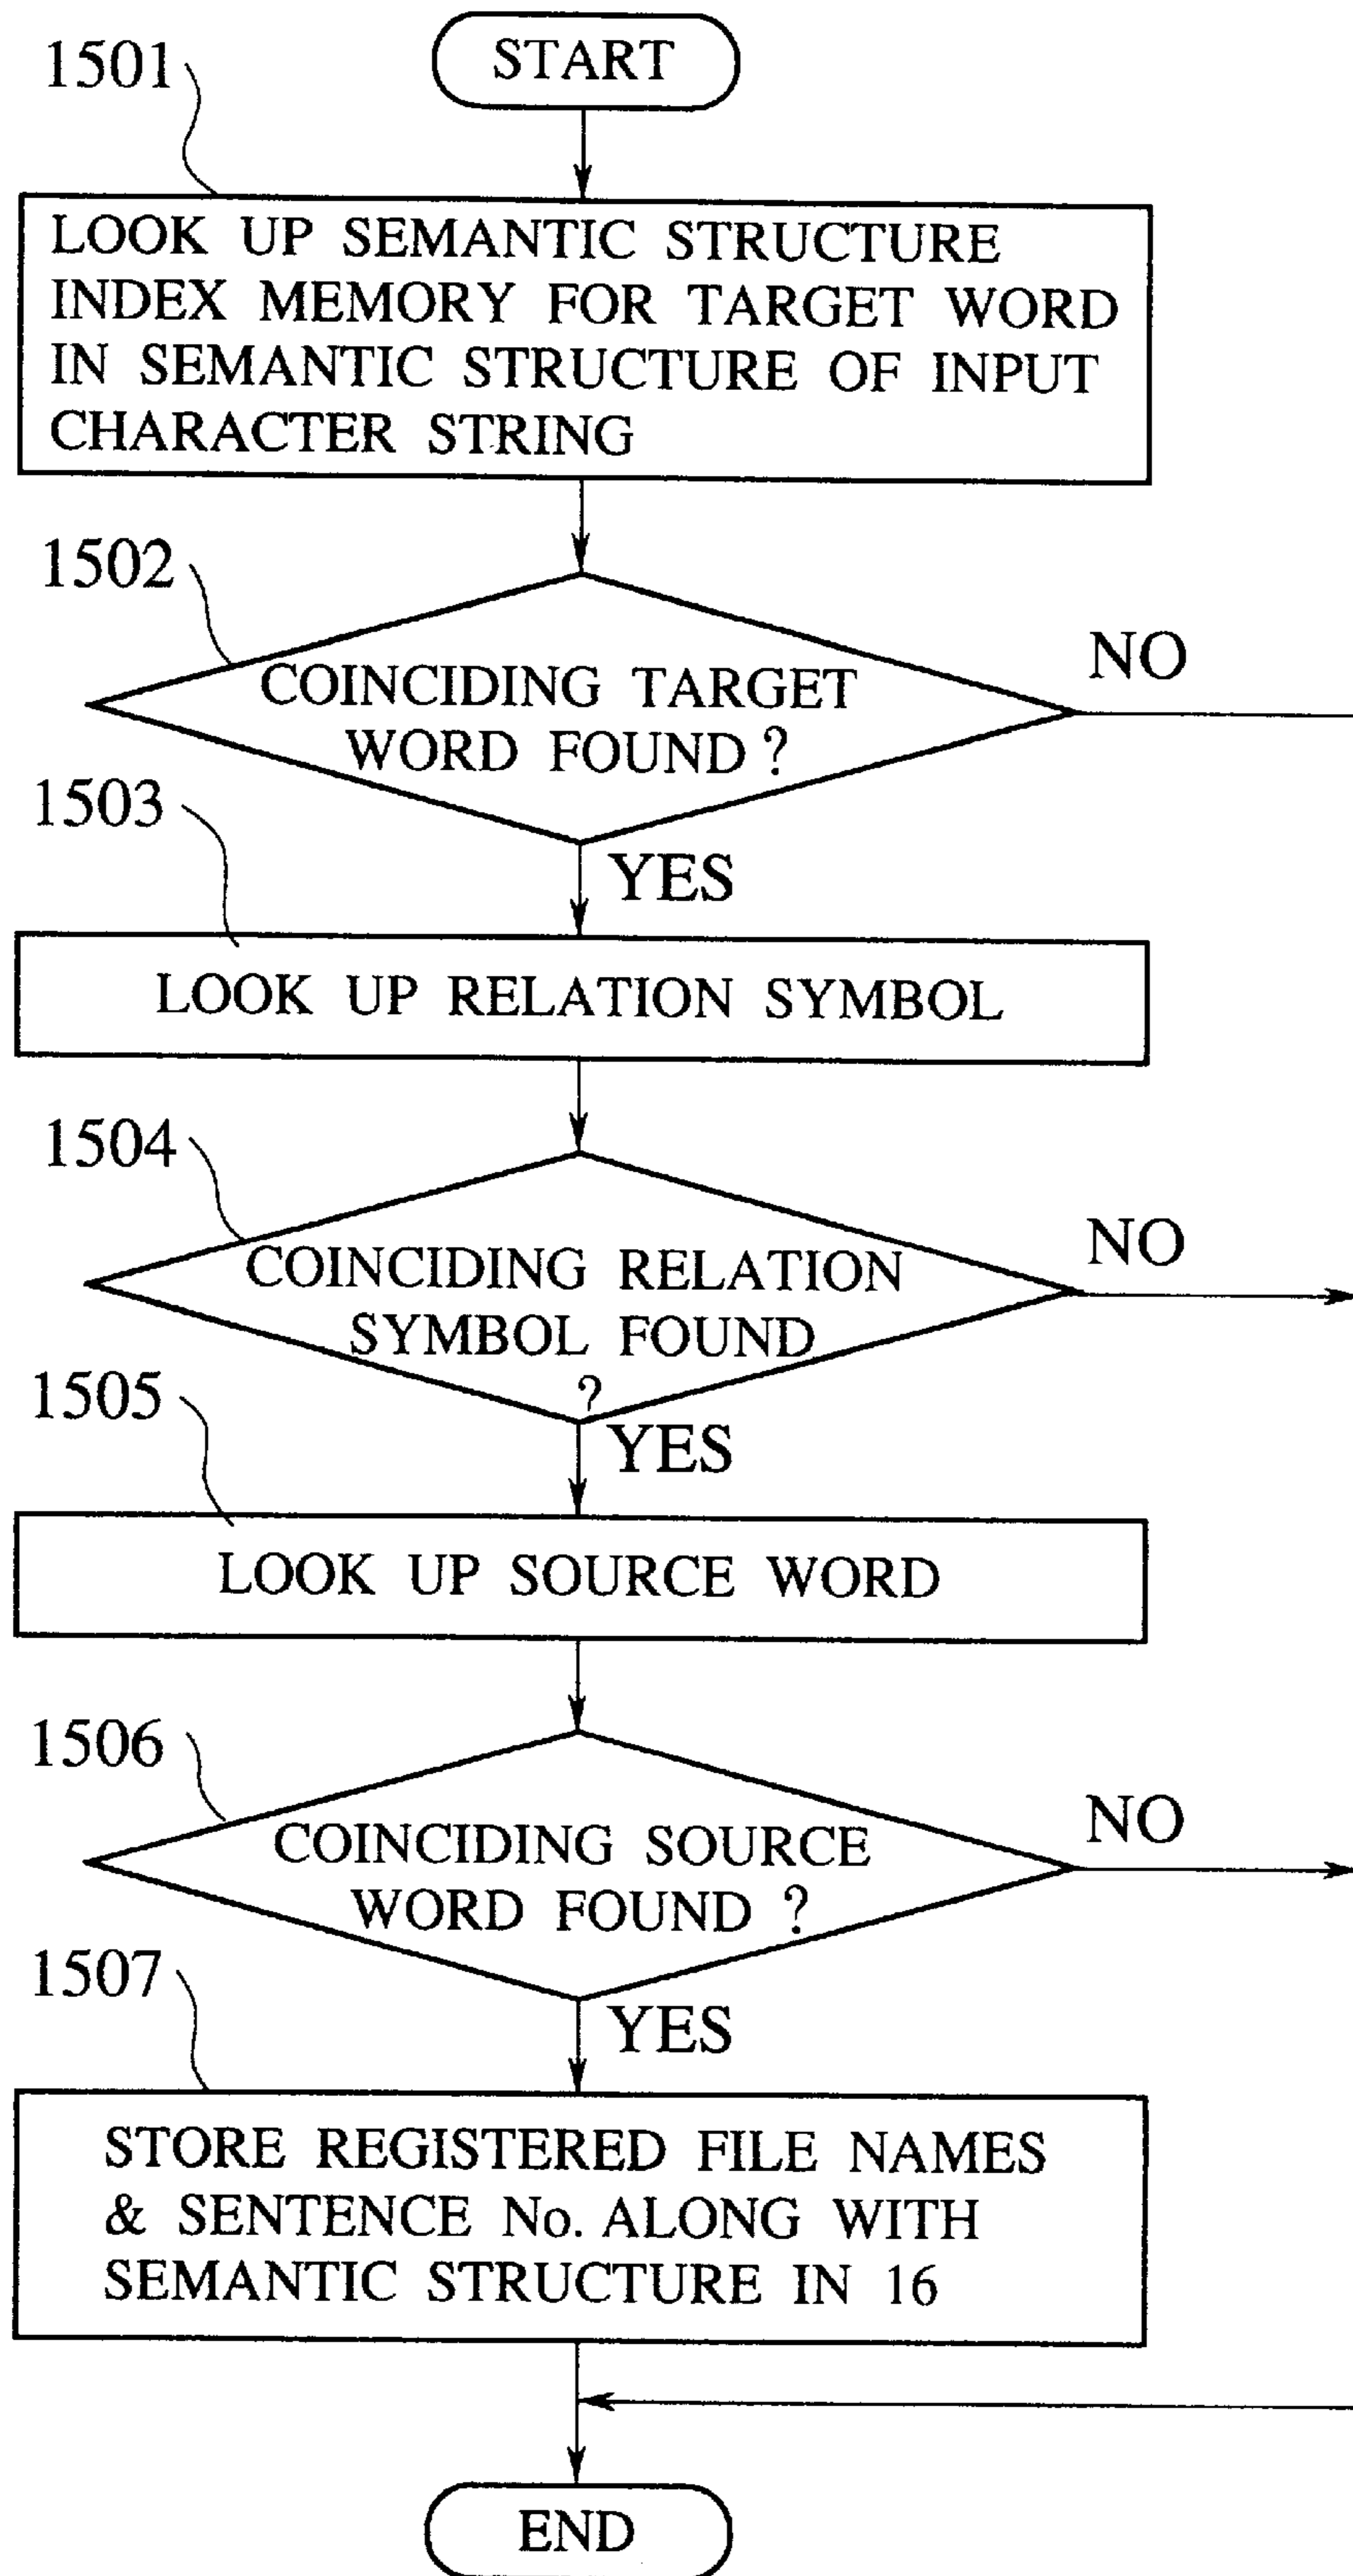 START
1501
LOOK UP SEMANTIC STRUCTURE
INDEX MEMORY FOR TARGET WORD
IN SEMANTIC STRUCTURE OF INPUT
CHARACTER STRING
1502
COINCIDING TARGET
WORD FOUND ?
NO
YES
1503
LOOK UP RELATION SYMBOL
1504
COINCIDING RELATION
SYMBOL FOUND
?
NO
YES
1505
LOOK UP SOURCE WORD
1506
COINCIDING SOURCE
WORD FOUND ?
NO
YES
1507
STORE REGISTERED FILE NAMES
& SENTENCE No. ALONG WITH
SEMANTIC STRUCTURE IN 16
END